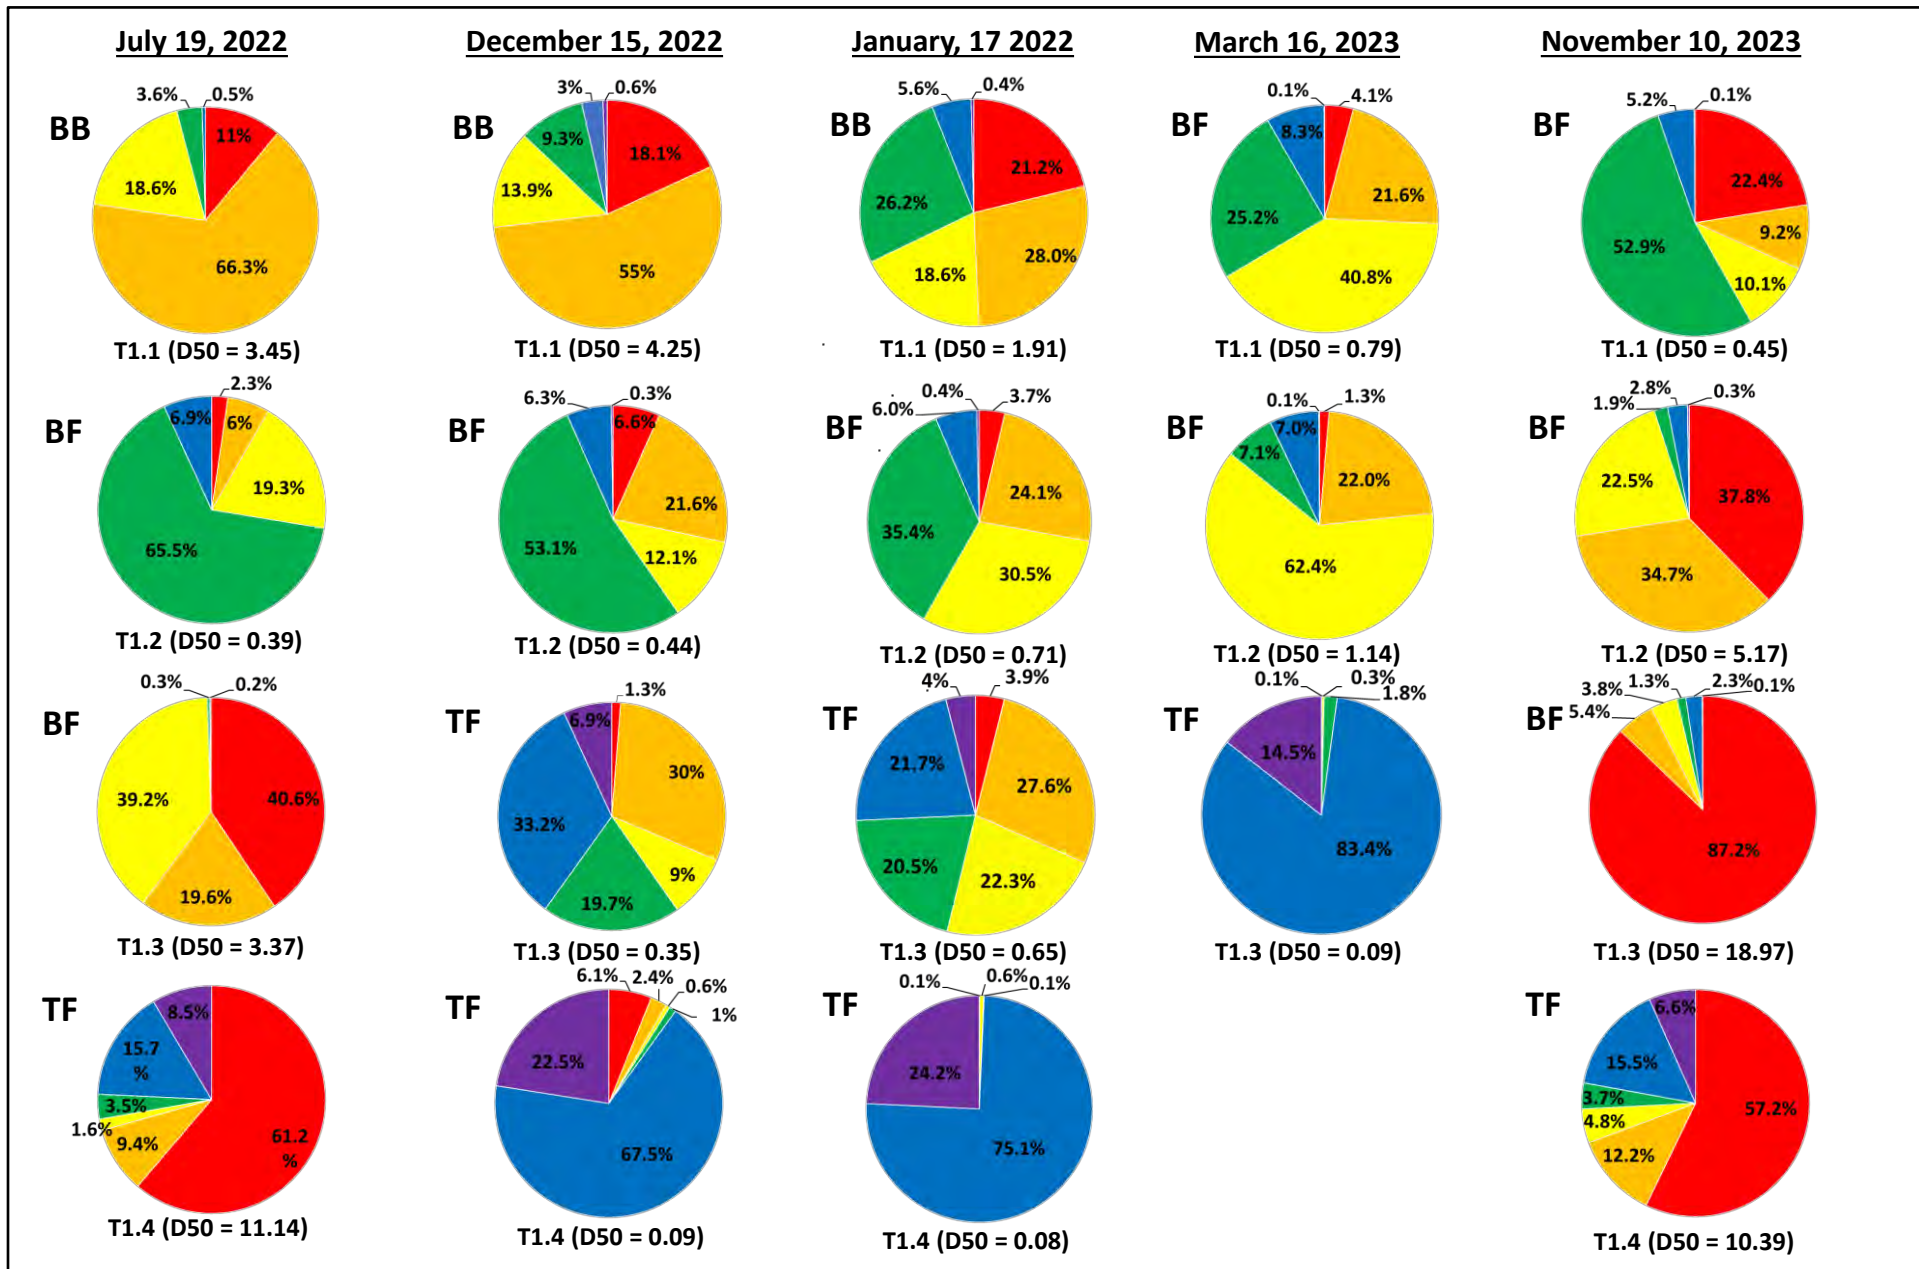 July 19, 2022
December 15, 2022
January, 17 2022
March 16, 2023
November 10, 2023
BB
3.6%
0.5%
11%
18.6%
66.3%
T1.1 (D50 = 3.45)
BB
3%
0.6%
9.3%
18.1%
13.9%
55%
T1.1 (D50 = 4.25)
BB
5.6%
0.4%
21.2%
26.2%
28.0%
18.6%
T1.1 (D50 = 1.91)
BF
0.1%
4.1%
8.3%
21.6%
25.2%
40.8%
T1.1 (D50 = 0.79)
BF
5.2%
0.1%
22.4%
9.2%
52.9%
10.1%
T1.1 (D50 = 0.45)
BF
2.3%
6.9%
6%
19.3%
65.5%
T1.2 (D50 = 0.39)
BF
6.3%
0.3%
6.6%
21.6%
53.1%
12.1%
T1.2 (D50 = 0.44)
BF
0.4%
3.7%
6.0%
24.1%
35.4%
30.5%
T1.2 (D50 = 0.71)
BF
0.1%
1.3%
7.0%
7.1%
22.0%
62.4%
T1.2 (D50 = 1.14)
BF
2.8%
0.3%
1.9%
22.5%
37.8%
34.7%
T1.2 (D50 = 5.17)
BF
0.3%
0.2%
39.2%
40.6%
19.6%
T1.3 (D50 = 3.37)
TF
1.3%
6.9%
30%
33.2%
9%
19.7%
T1.3 (D50 = 0.35)
TF
4%
3.9%
21.7%
27.6%
20.5%
22.3%
T1.3 (D50 = 0.65)
TF
0.1%
0.3%
1.8%
14.5%
83.4%
T1.3 (D50 = 0.09)
BF
3.8%
1.3%
2.3%
0.1%
5.4%
87.2%
T1.3 (D50 = 18.97)
TF
8.5%
15.7
%
3.5%
1.6%
9.4%
61.2
%
T1.4 (D50 = 11.14)
TF
6.1%
2.4%
0.6%
1%
22.5%
67.5%
T1.4 (D50 = 0.09)
TF
0.1%
0.6%
0.1%
24.2%
75.1%
T1.4 (D50 = 0.08)
TF
6.6%
15.5%
3.7%
4.8%
12.2%
57.2%
T1.4 (D50 = 10.39)